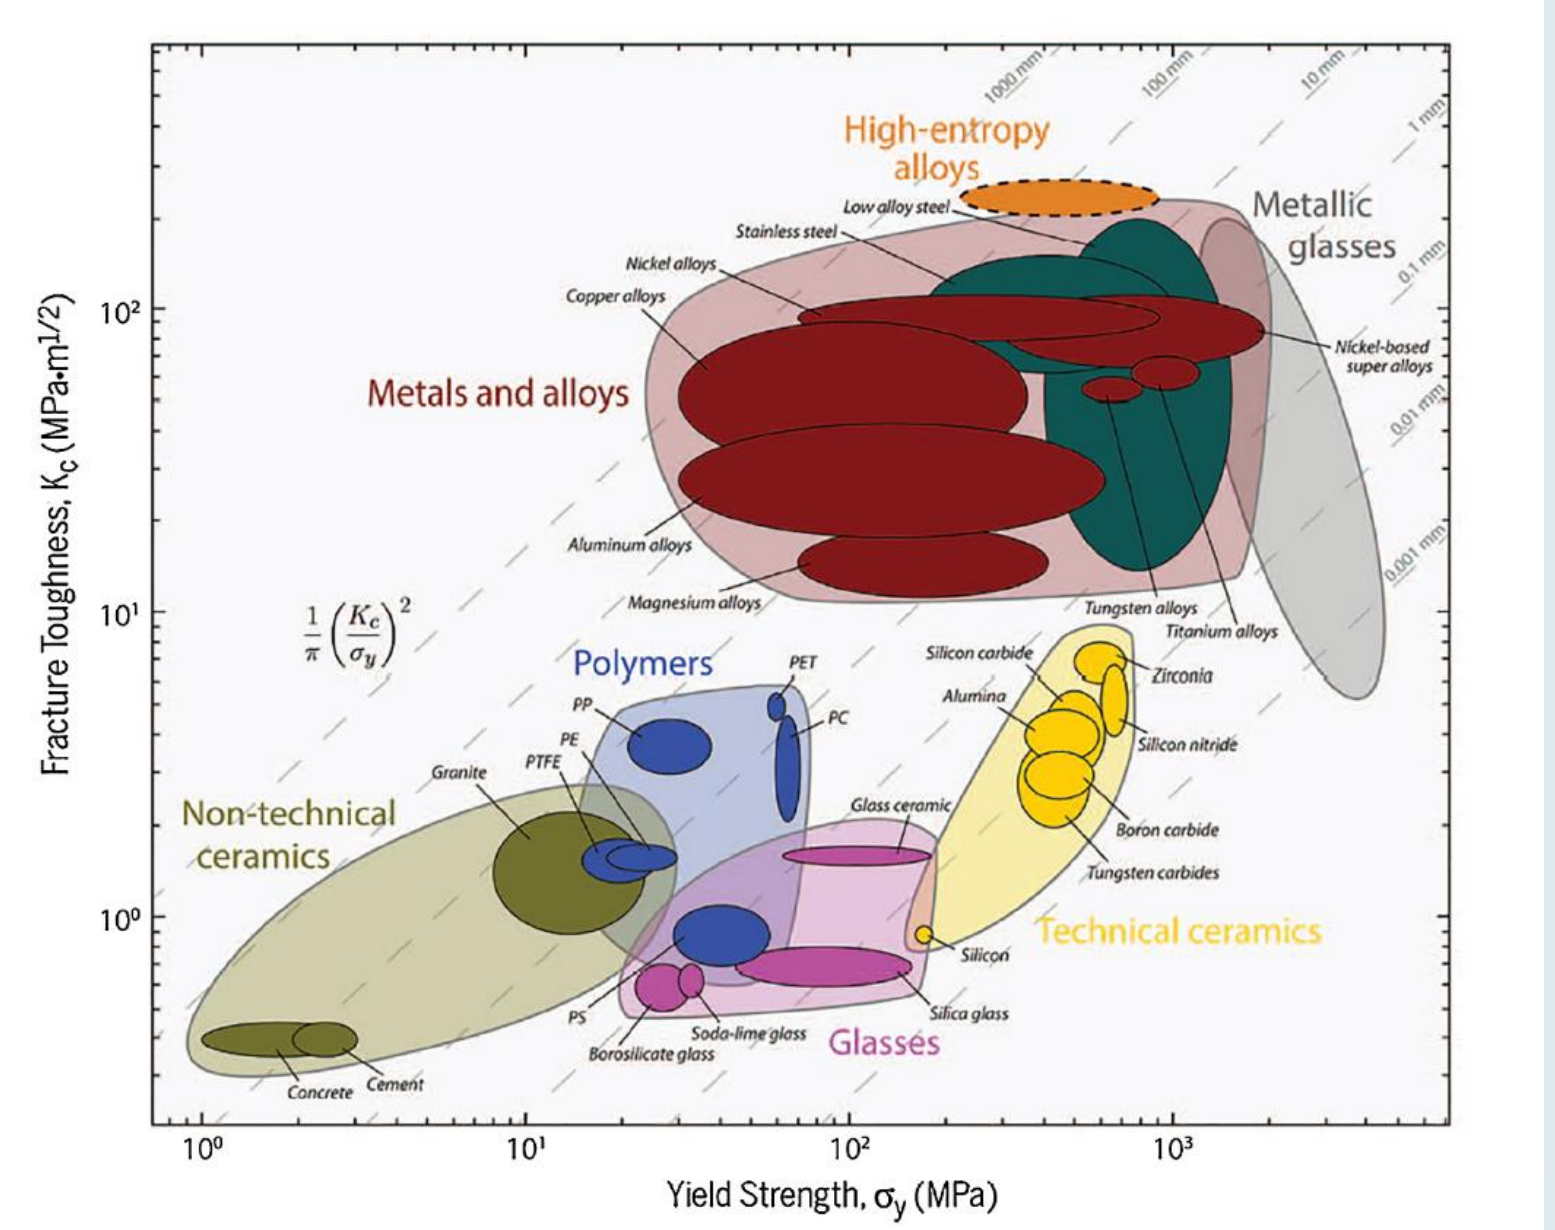 1000 mm
100 mm
10 mm
1 mm
High-entropy
alloys
Low alloy steel
Metallic
glasses
Stainless steel
0.1 mm
Nickel alloys
Copper alloys
10²
Nickel-based
super alloys
Metals and alloys
0.01 mm
Fracture Toughness, Kc (MPa•m1/2)
Aluminum alloys
0.001 mm
Magnesium alloys
Tungsten alloys
Titanium alloys
10¹
1/π (Kc/σy)²
Polymers
PET
Silicon carbide
Zirconia
PP
Alumina
PC
PE
Silicon nitride
PTFE
Granite
Non-technical
ceramics
Glass ceramic
Boron carbide
Tungsten carbides
10⁰
Technical ceramics
Silicon
PS
Silica glass
Soda-lime glass
Glasses
Borosilicate glass
Cement
Concrete
10⁰
10¹
10²
10³
Yield Strength, σy (MPa)